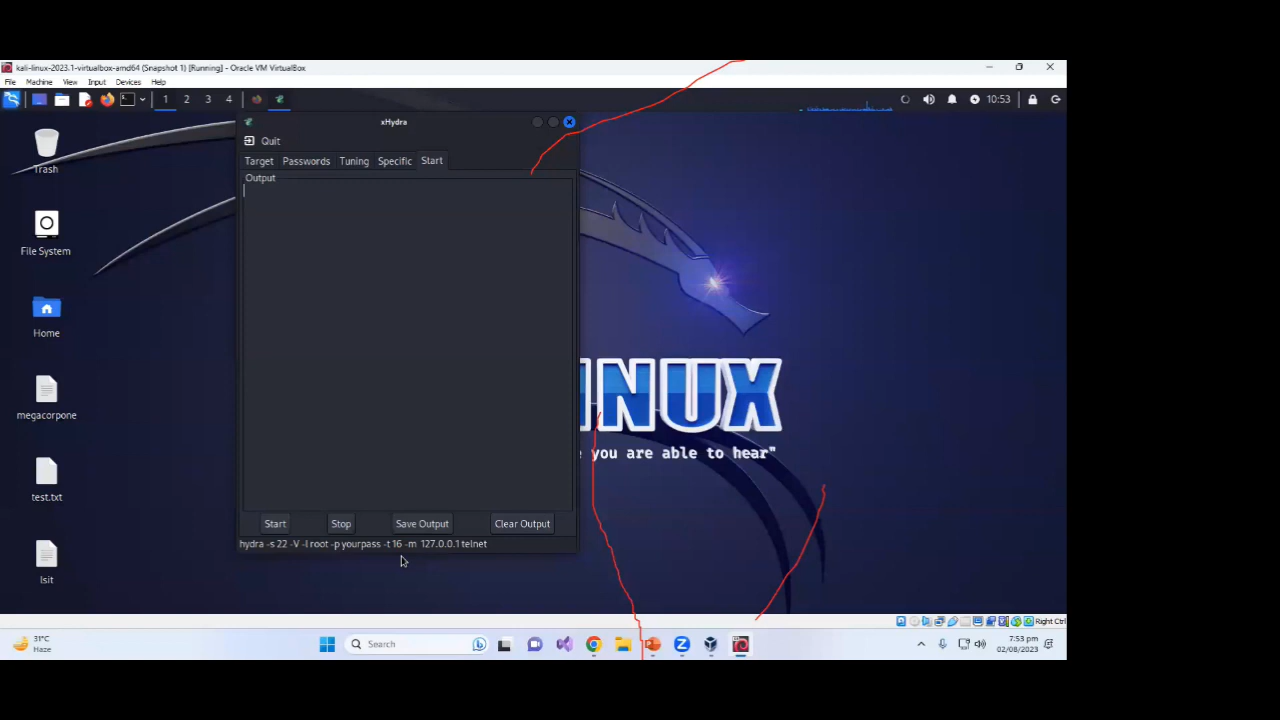 kali-linux-2023.1-virtualbox-amd64 (Snapshot 1) [Running] - Oracle VM VirtualBox
File Machine View Input Devices Help
1 2 3 4
10:53
xHydra
Quit
Target Passwords Tuning Specific Start
Output
Trash
File System
Home
megacorpone
test.txt
lsit
INUX
you are able to hear"
Start Stop Save Output Clear Output
hydra -s 22 -V -l root -p yourpass -t 16 -m 127.0.0.1 telnet
Right Ctrl
31°C
Haze
Search
7:53 pm
02/08/2023